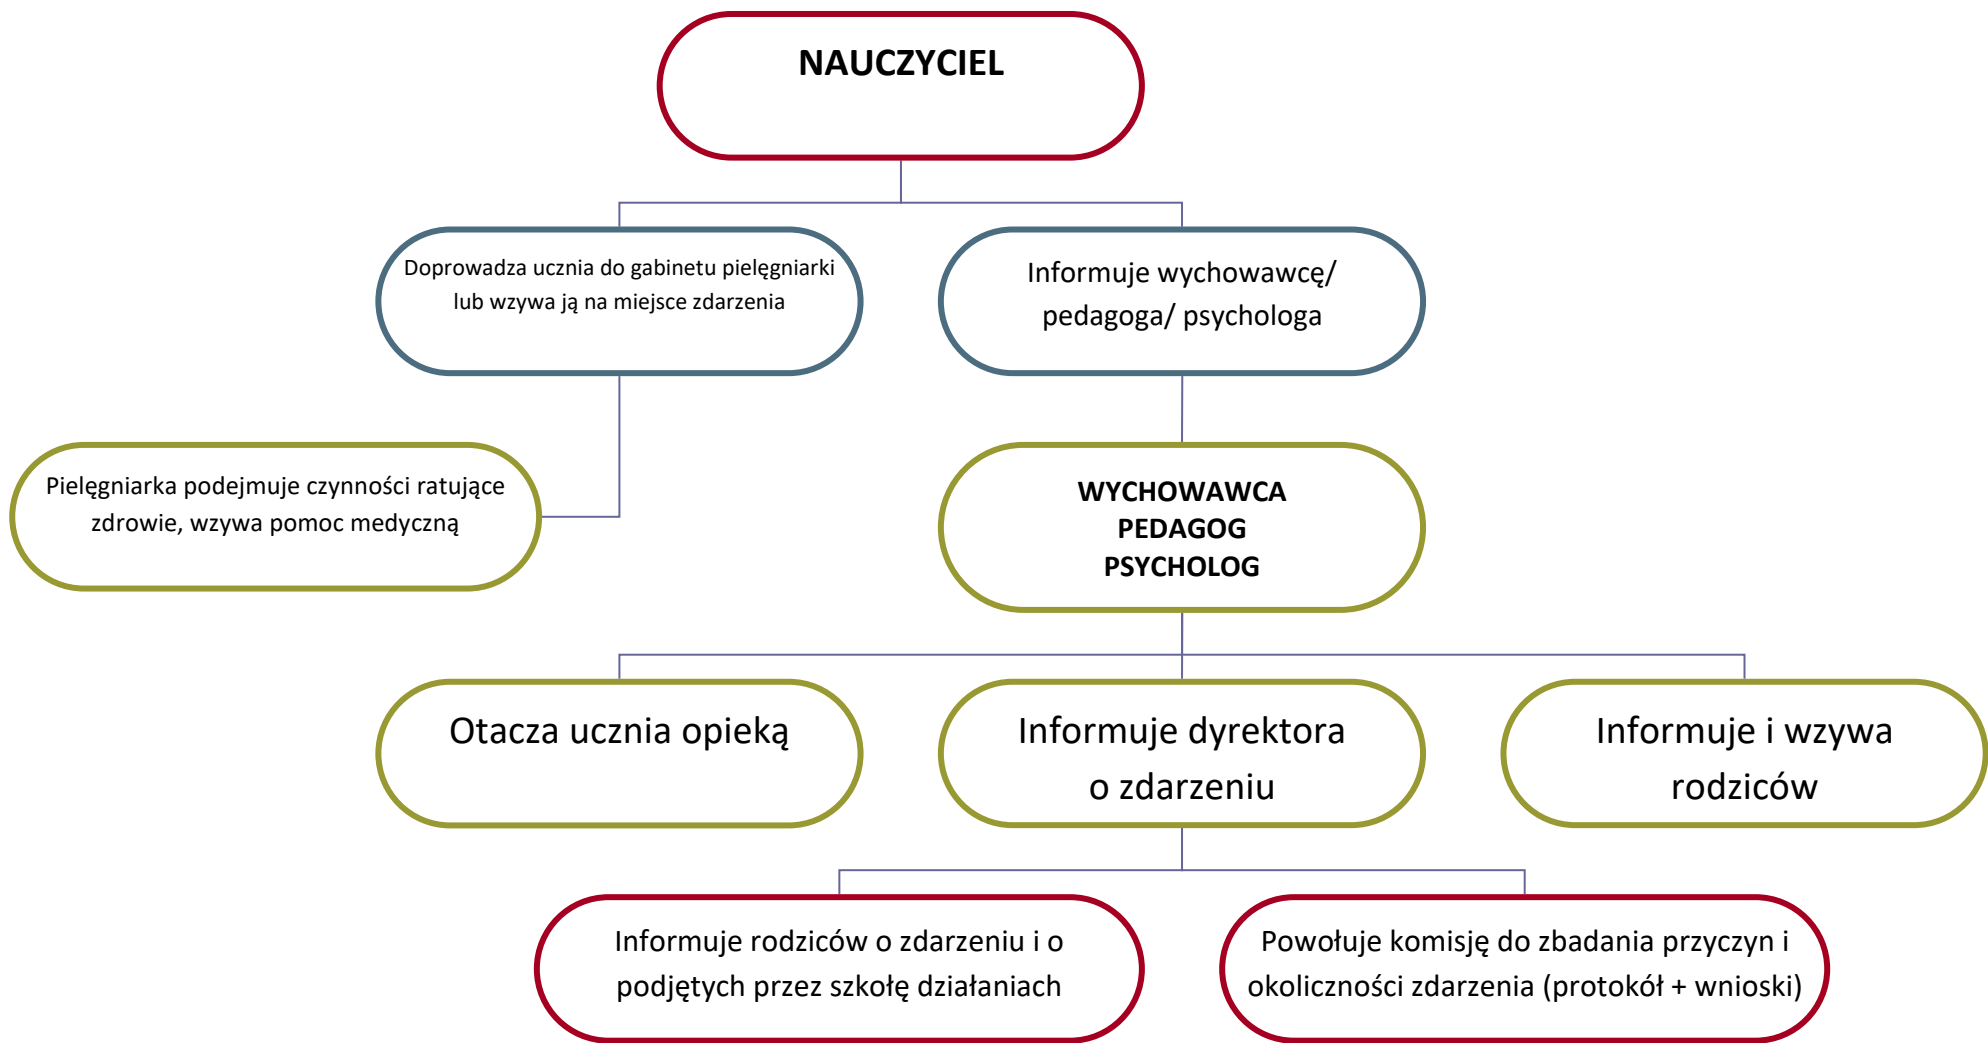 NAUCZYCIEL
Doprowadza ucznia do gabinetu pielęgniarki
lub wzywa ją na miejsce zdarzenia
Informuje wychowawcę/
pedagoga/ psychologa
Pielęgniarka podejmuje czynności ratujące
zdrowie, wzywa pomoc medyczną
WYCHOWAWCA
PEDAGOG
PSYCHOLOG
Otacza ucznia opieką
Informuje dyrektora
o zdarzeniu
Informuje i wzywa
rodziców
Informuje rodziców o zdarzeniu i o
podjętych przez szkołę działaniach
Powołuje komisję do zbadania przyczyn i
okoliczności zdarzenia (protokół + wnioski)